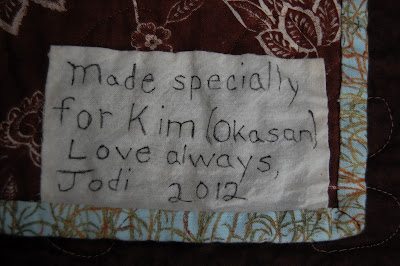 Made specially
for Kim (Okasan)
Love always,
Jodi 2012